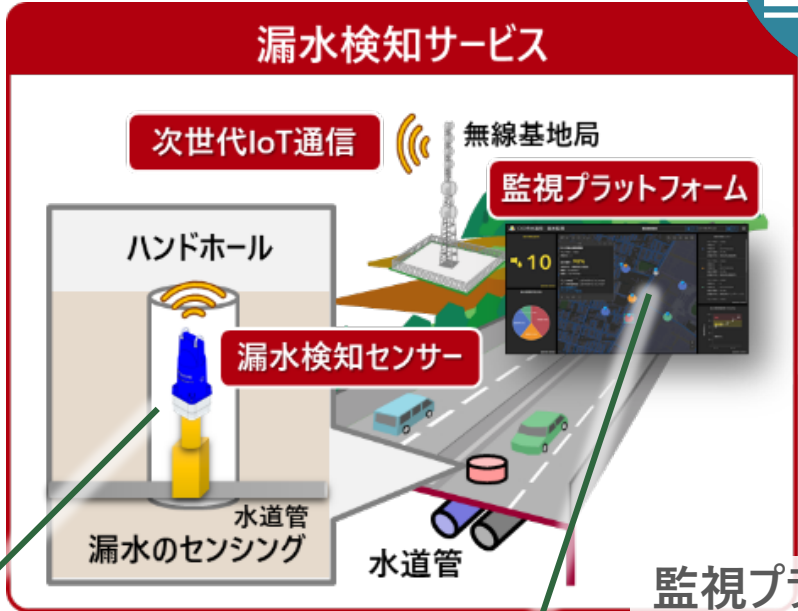 漏水検知サービス
次世代IoT通信
無線基地局
監視プラットフォーム
ハンドホール
10
漏水検知センサー
水道管
漏水のセンシング
水道管
監視プラ